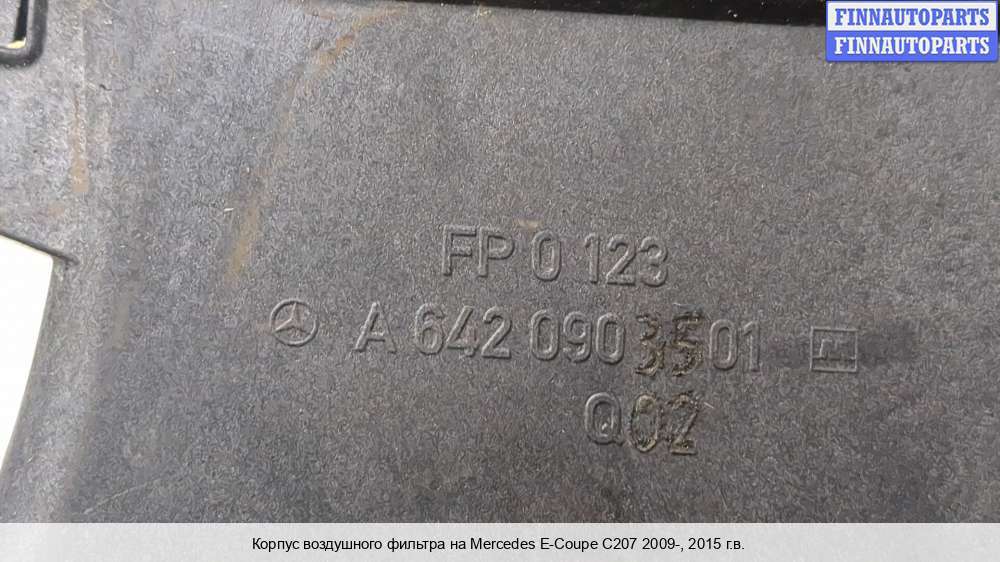 FINNAUTOPARTS
FINNAUTOPARTS
FP 0 123
A 642 090 35 01
Q02
Корпус воздушного фильтра на Mercedes E-Coupe C207 2009-, 2015 г.в.